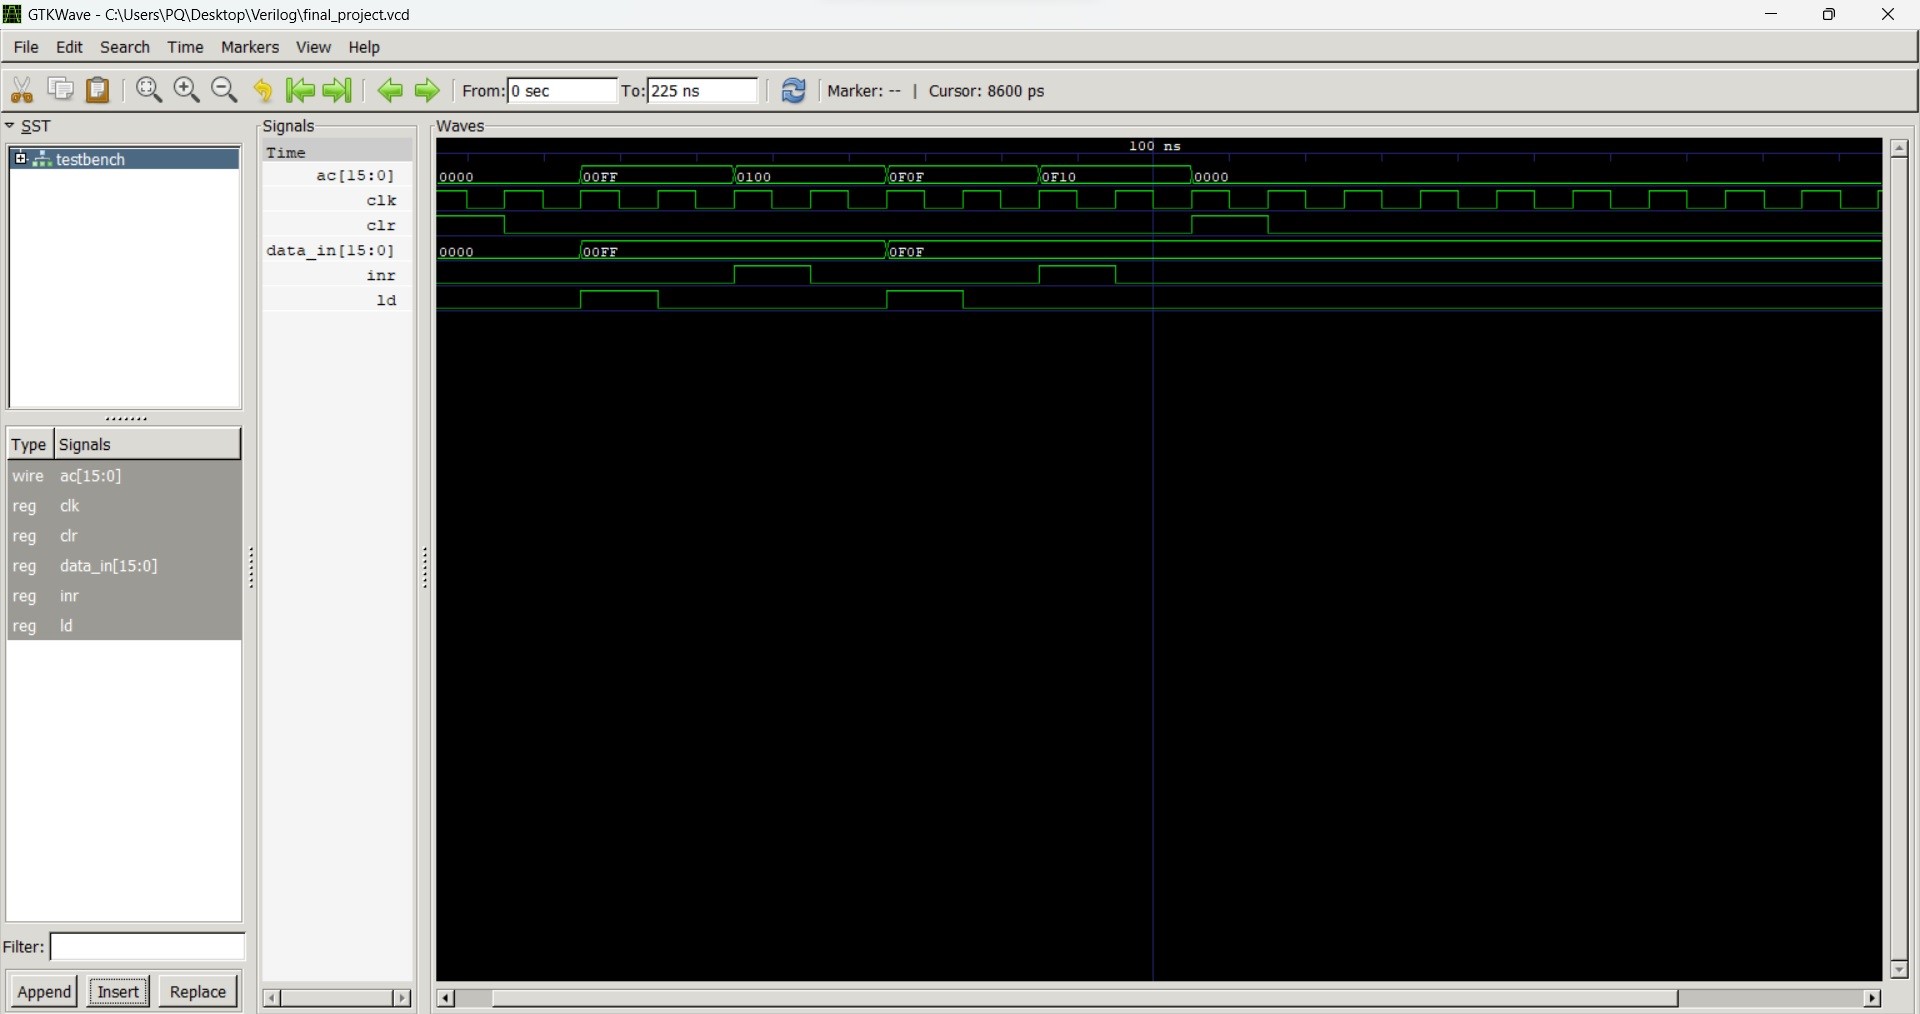 GTKWave - C:\Users\PQ\Desktop\Verilog\final_project.vcd
File Edit Search Time Markers View Help
From: 0 sec To: 225 ns Marker: -- | Cursor: 8600 ps
SST
testbench
Type Signals
wire ac[15:0]
reg clk
reg clr
reg data_in[15:0]
reg inr
reg ld
Filter:
Append Insert Replace
Signals
Time
ac[15:0]
clk
clr
data_in[15:0]
inr
ld
Waves
100 ns
0000 00FF 0100 0F0F 0F10 0000
0000 00FF 0F0F